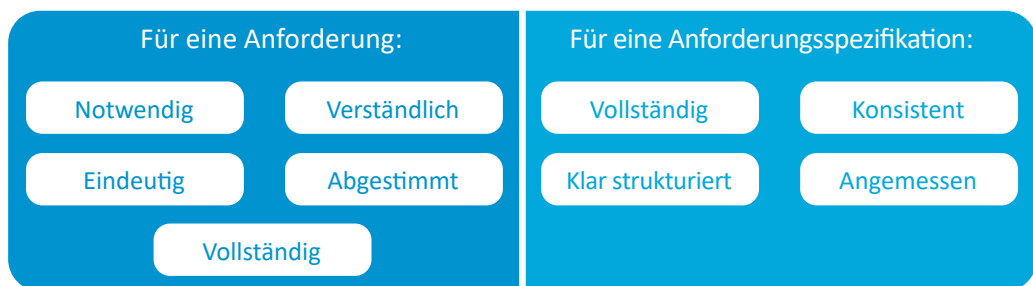 Für eine Anforderung:
Notwendig
Verständlich
Eindeutig
Abgestimmt
Vollständig
Für eine Anforderungsspezifikation:
Vollständig
Konsistent
Klar strukturiert
Angemessen